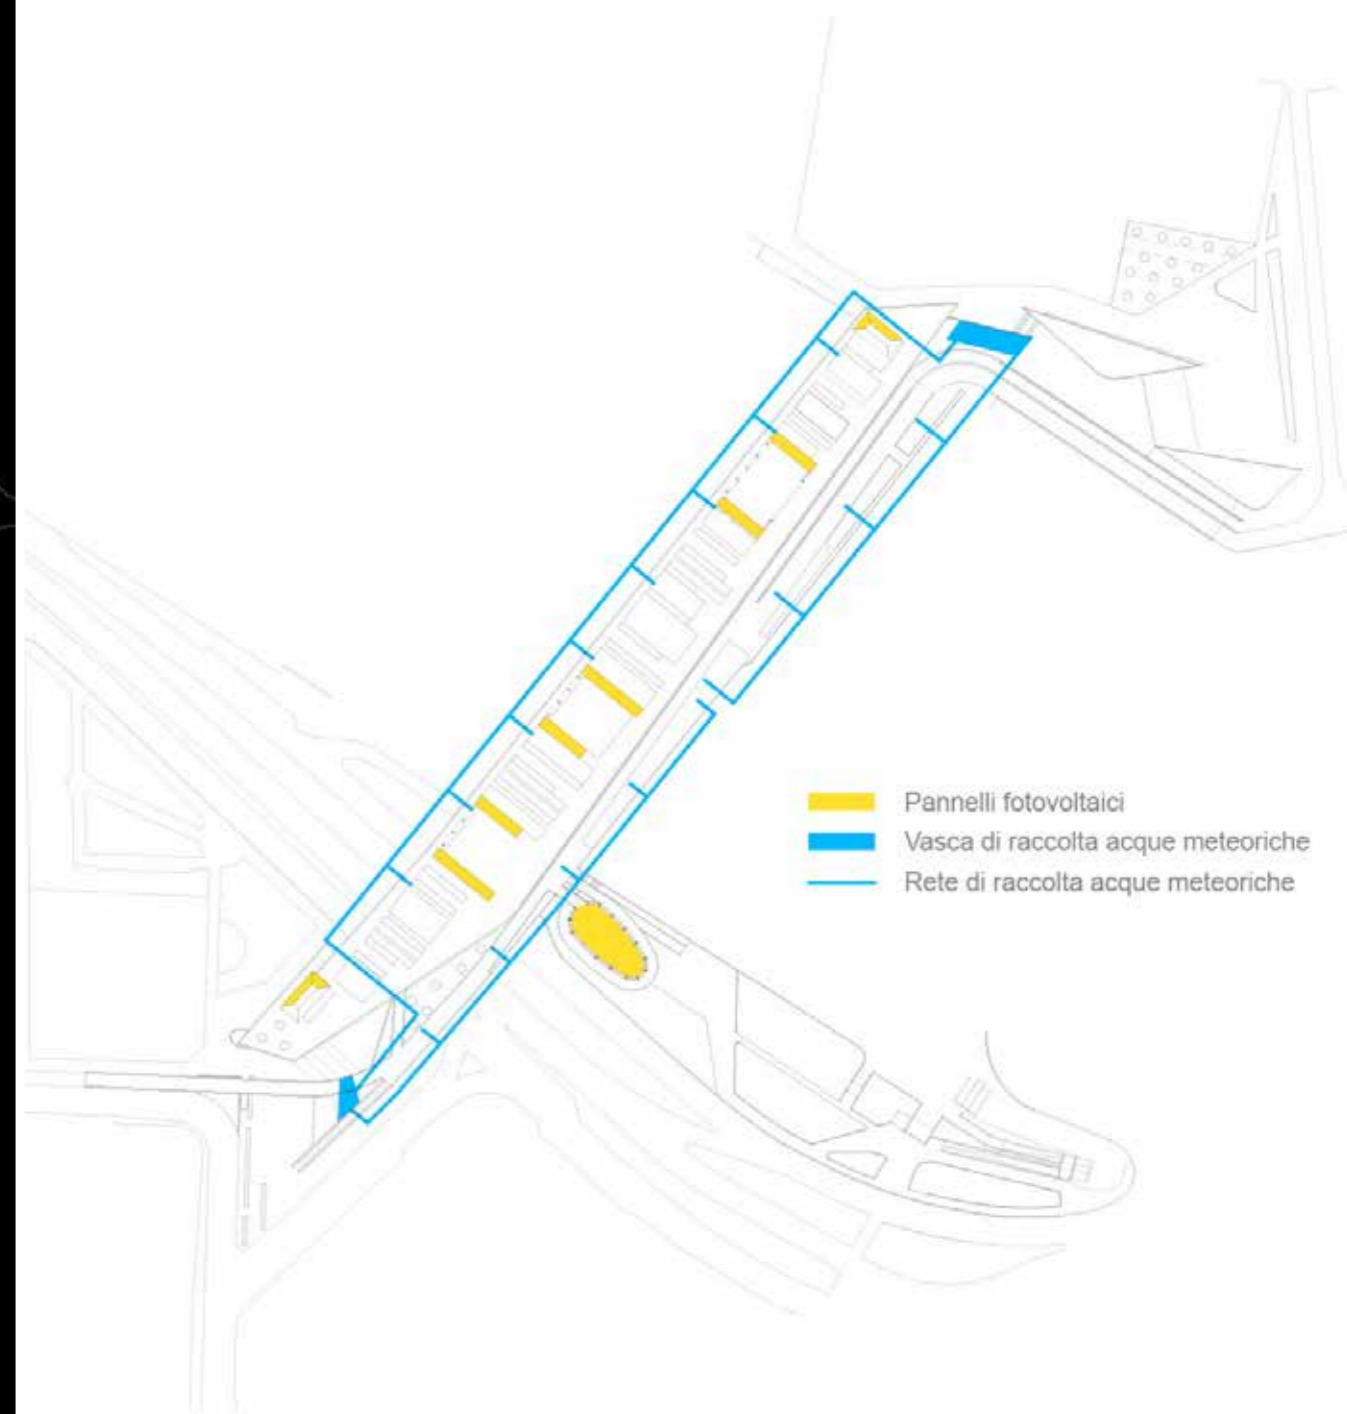 Pannelli fotovoltaici
Vasca di raccolta acque meteoriche
Rete di raccolta acque meteoriche